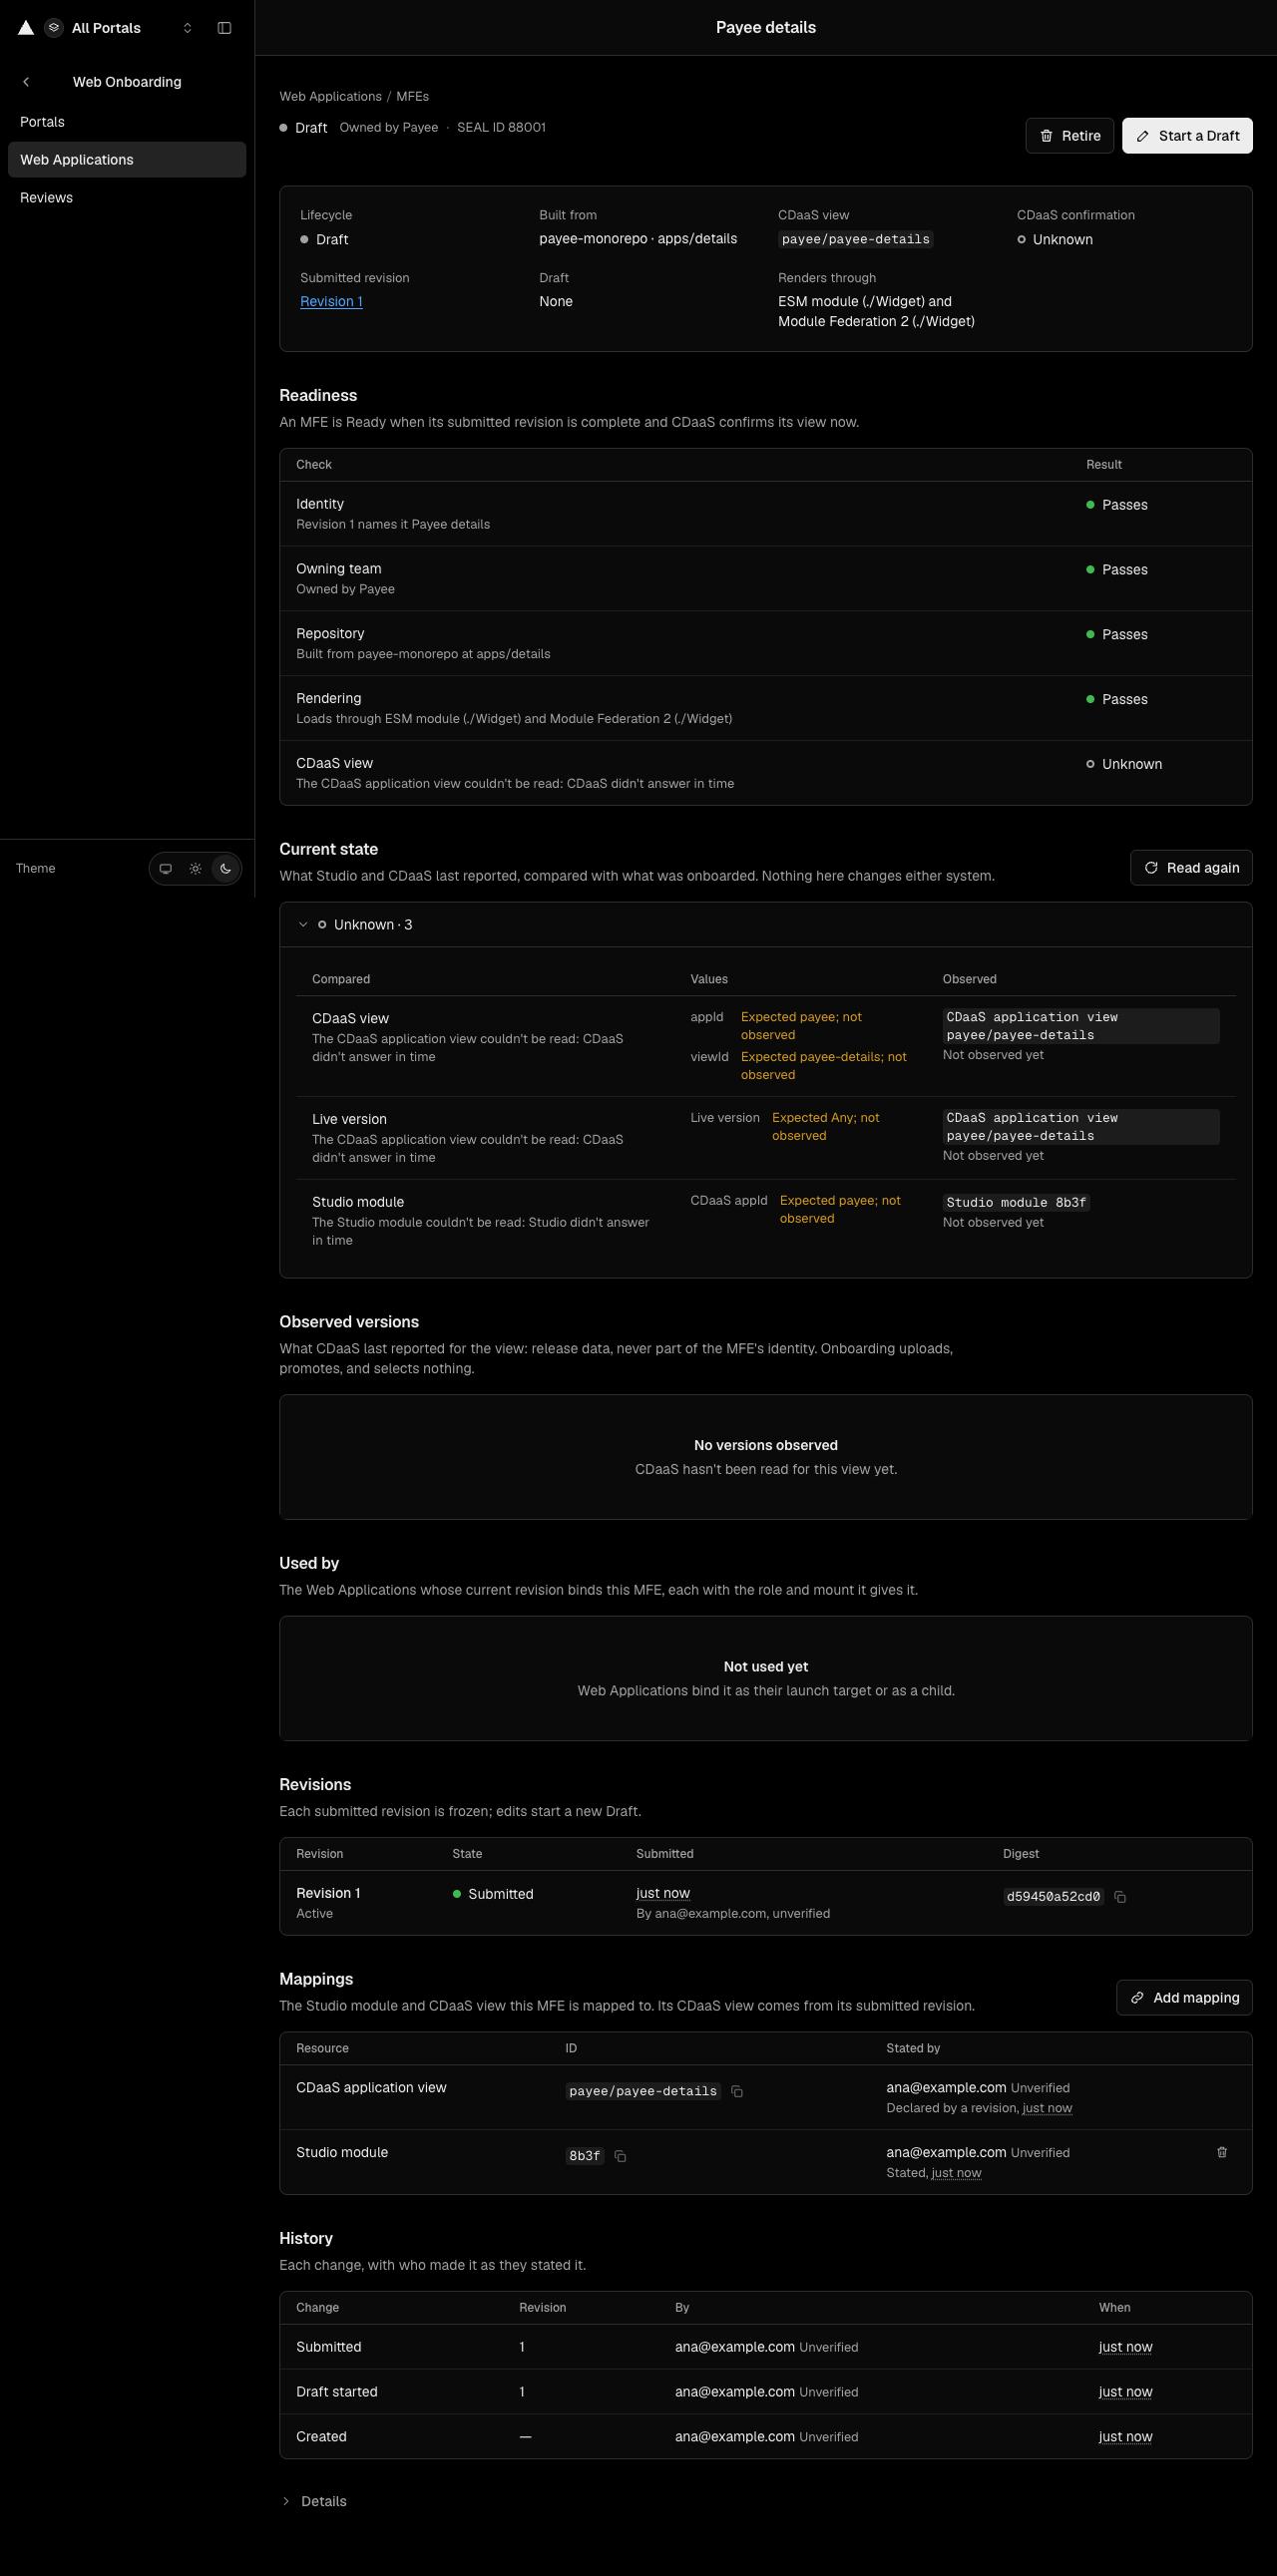 All Portals
Payee details
Web Onboarding
Portals
Web Applications
Reviews
Theme
Web Applications / MFEs
Draft Owned by Payee · SEAL ID 88001
Retire
Start a Draft
Lifecycle
Draft
Built from
payee-monorepo · apps/details
CDaaS view
payee/payee-details
CDaaS confirmation
Unknown
Submitted revision
Revision 1
Draft
None
Renders through
ESM module (./Widget) and
Module Federation 2 (./Widget)
Readiness
An MFE is Ready when its submitted revision is complete and CDaaS confirms its view now.
Check Result
Identity Passes
Revision 1 names it Payee details
Owning team Passes
Owned by Payee
Repository Passes
Built from payee-monorepo at apps/details
Rendering Passes
Loads through ESM module (./Widget) and Module Federation 2 (./Widget)
CDaaS view Unknown
The CDaaS application view couldn't be read: CDaaS didn't answer in time
Current state
What Studio and CDaaS last reported, compared with what was onboarded. Nothing here changes either system.
Read again
Unknown · 3
Compared Values Observed
CDaaS view
The CDaaS application view couldn't be read: CDaaS
didn't answer in time
appId Expected payee; not
observed
viewId Expected payee-details; not
observed
CDaaS application view
payee/payee-details
Not observed yet
Live version
The CDaaS application view couldn't be read: CDaaS
didn't answer in time
Live version Expected Any; not
observed
CDaaS application view
payee/payee-details
Not observed yet
Studio module
The Studio module couldn't be read: Studio didn't answer
in time
CDaaS appId Expected payee; not
observed
Studio module 8b3f
Not observed yet
Observed versions
What CDaaS last reported for the view: release data, never part of the MFE's identity. Onboarding uploads,
promotes, and selects nothing.
No versions observed
CDaaS hasn't been read for this view yet.
Used by
The Web Applications whose current revision binds this MFE, each with the role and mount it gives it.
Not used yet
Web Applications bind it as their launch target or as a child.
Revisions
Each submitted revision is frozen; edits start a new Draft.
Revision State Submitted Digest
Revision 1 Submitted just now d59450a52cd0
Active By ana@example.com, unverified
Mappings
The Studio module and CDaaS view this MFE is mapped to. Its CDaaS view comes from its submitted revision.
Add mapping
Resource ID Stated by
CDaaS application view payee/payee-details ana@example.com Unverified
Declared by a revision, just now
Studio module 8b3f ana@example.com Unverified
Stated, just now
History
Each change, with who made it as they stated it.
Change Revision By When
Submitted 1 ana@example.com Unverified just now
Draft started 1 ana@example.com Unverified just now
Created — ana@example.com Unverified just now
Details